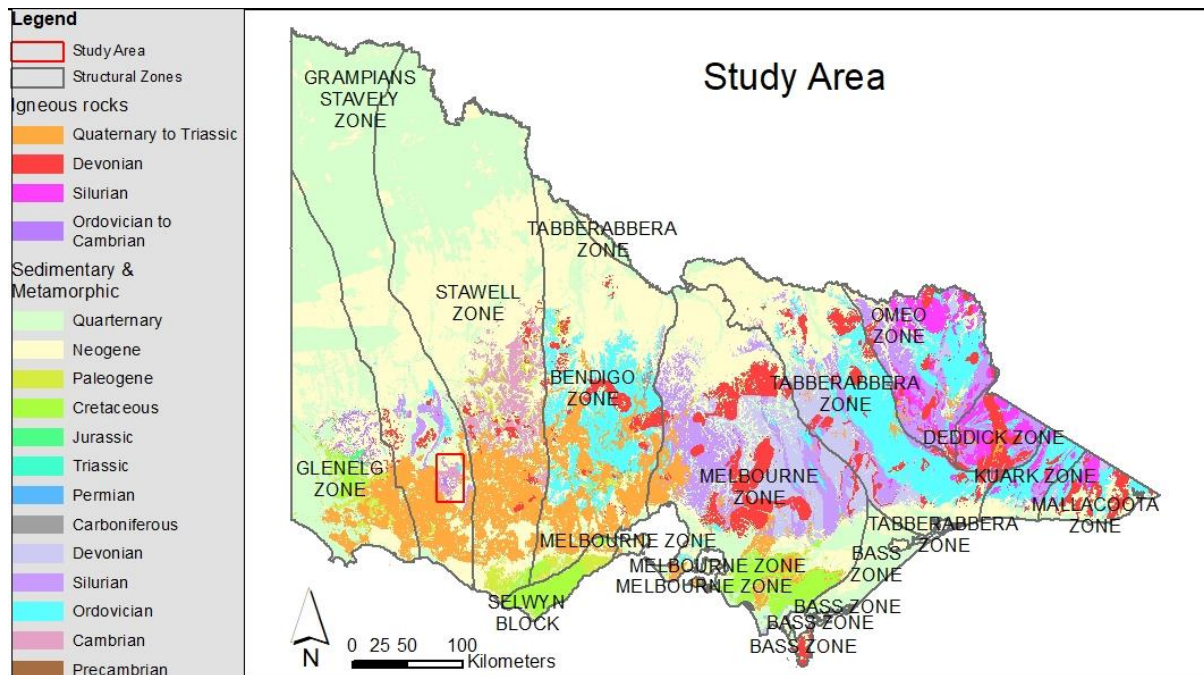 Legend
Study Area
Structural Zones
Igneous rocks
Quaternary to Triassic
Devonian
Silurian
Ordovician to
Cambrian
Sedimentary &
Metamorphic
Quarternary
Neogene
Paleogene
Cretaceous
Jurassic
Triassic
Permian
Carboniferous
Devonian
Silurian
Ordovician
Cambrian
Precambrian
Study Area
GRAMPIANS
STAVELY
ZONE
TABBERABBERA
ZONE
STAWELL
ZONE
OMEO
ZONE
BENDIGO
ZONE
TABBERABBERA
ZONE
DEDDICK ZONE
GLENELG
ZONE
MELBOURNE
ZONE
KUARK ZONE
MALLACOOTA
ZONE
TABBERABBERA
ZONE
MELBOURNE ZONE
BASS
ZONE
MELBOURNE ZONE
MELBOURNE ZONE
SELWYN
BLOCK
BASS ZONE
BASS ZONE
BASS ZONE
N
0 25 50 100
Kilometers